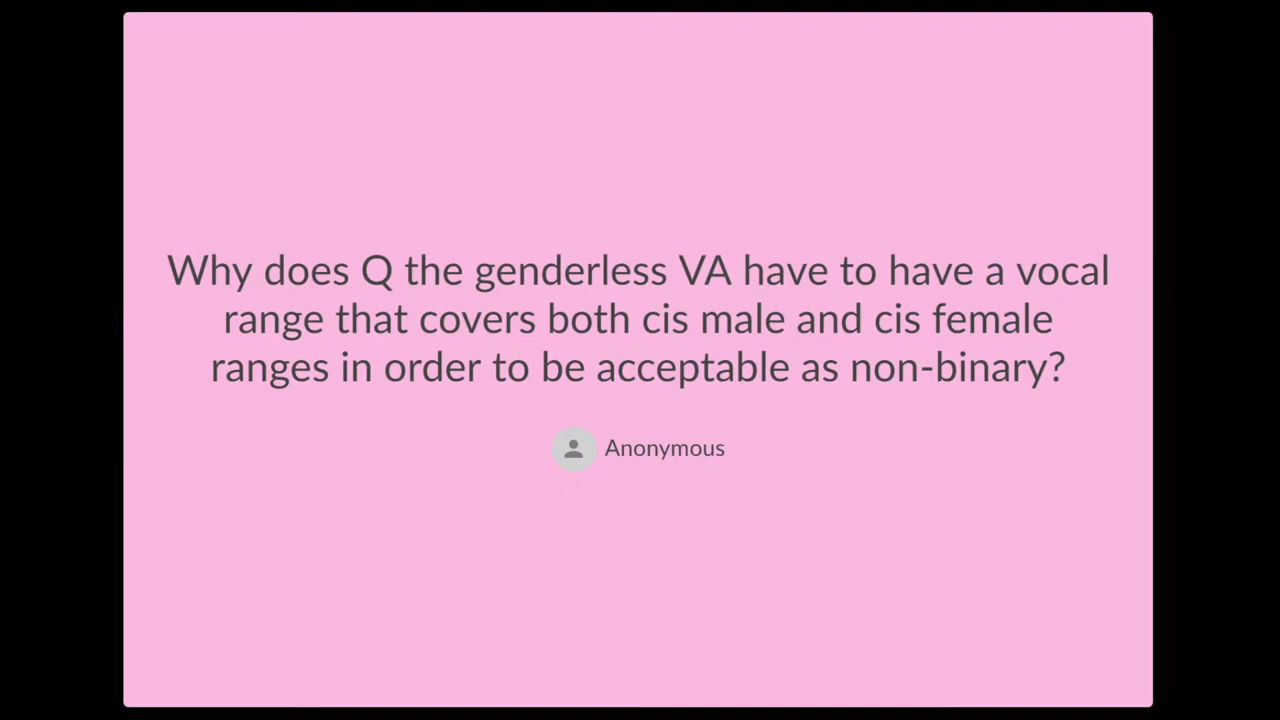 Why does Q the genderless VA have to have a vocal
range that covers both cis male and cis female
ranges in order to be acceptable as non-binary?
Anonymous